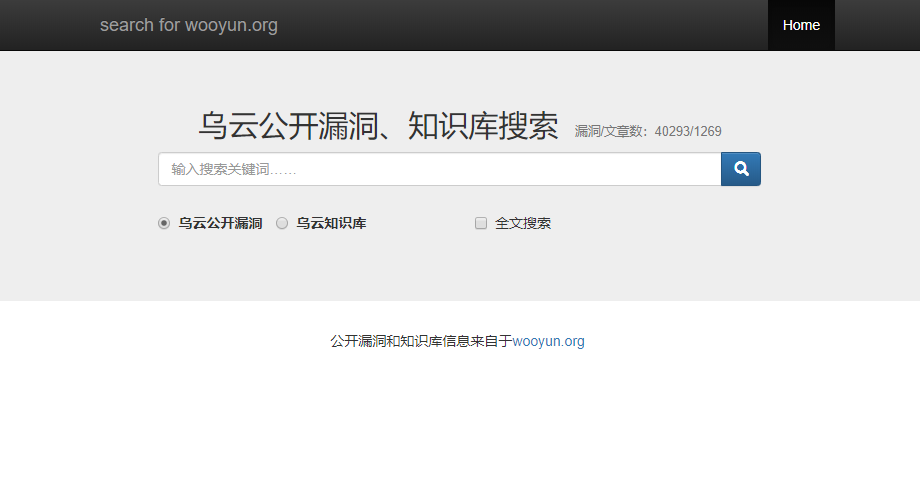 search for wooyun.org
Home
乌云公开漏洞、知识库搜索 漏洞/文章数：40293/1269
输入搜索关键词……
乌云公开漏洞 乌云知识库 全文搜索
公开漏洞和知识库信息来自于wooyun.org